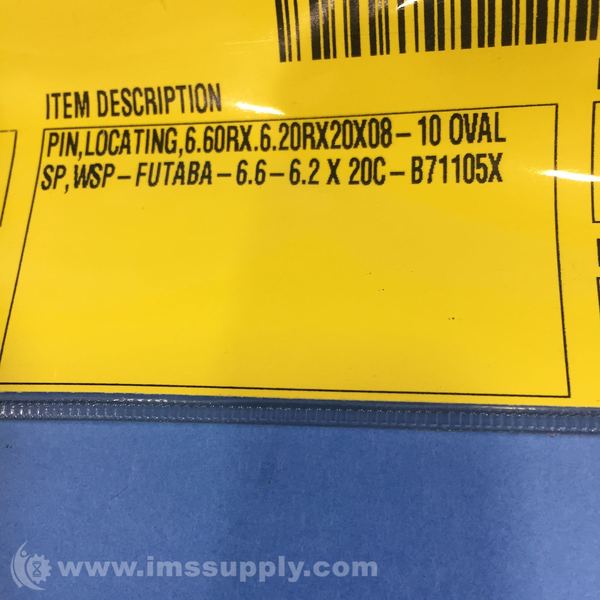 ITEM DESCRIPTION
PIN,LOCATING,6.60RX.6.20RX20X08-10 OVAL
SP,WSP-FUTABA-6.6-6.2 X 20C-B71105X
www.imssupply.com